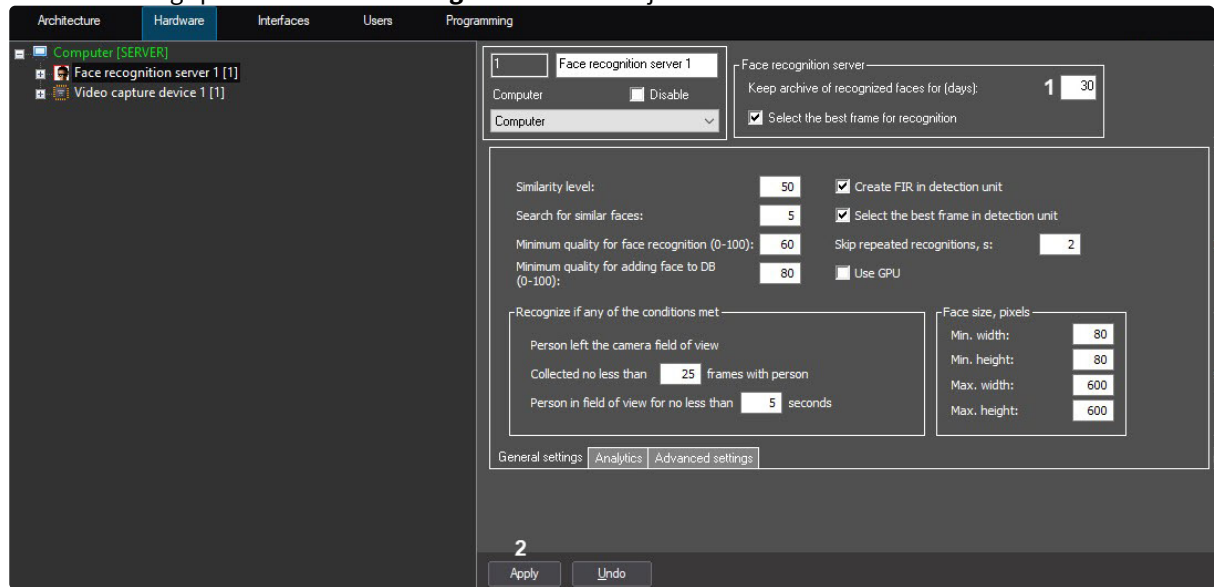 Architecture Hardware Interfaces Users Programming
Computer [SERVER]
Face recognition server 1 [1]
Video capture device 1 [1]
1 Face recognition server 1
Computer Disable
Computer
Face recognition server
Keep archive of recognized faces for (days): 1 30
Select the best frame for recognition
Similarity level: 50 Create FIR in detection unit
Search for similar faces: 5 Select the best frame in detection unit
Minimum quality for face recognition (0-100): 60 Skip repeated recognitions, s: 2
Minimum quality for adding face to DB
(0-100): 80 Use GPU
Recognize if any of the conditions met
Person left the camera field of view
Collected no less than 25 frames with person
Person in field of view for no less than 5 seconds
Face size, pixels
Min. width: 80
Min. height: 80
Max. width: 600
Max. height: 600
General settings Analytics Advanced settings
2
Apply Undo